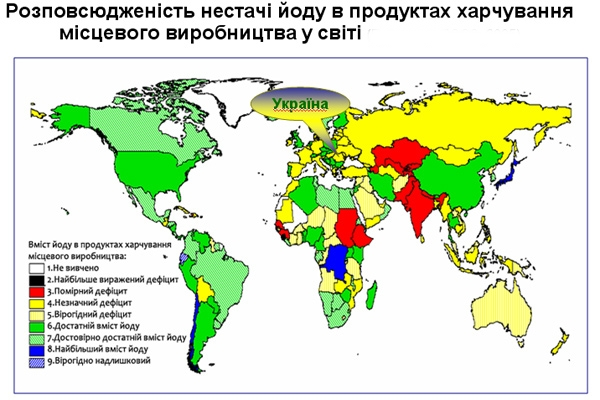 Розповсюдженість нестачі йоду в продуктах харчування
місцевого виробництва у світі
Україна
Вміст йоду в продуктах харчування
місцевого виробництва:
1.Не вивчено
2.Найбільше виражений дефіцит
3.Помірний дефіцит
4.Незначний дефіцит
5.Вірогідний дефіцит
6.Достатній вміст йоду
7.Достовірно достатній вміст йоду
8.Найбільший вміст йоду
9.Вірогідно надлишковий